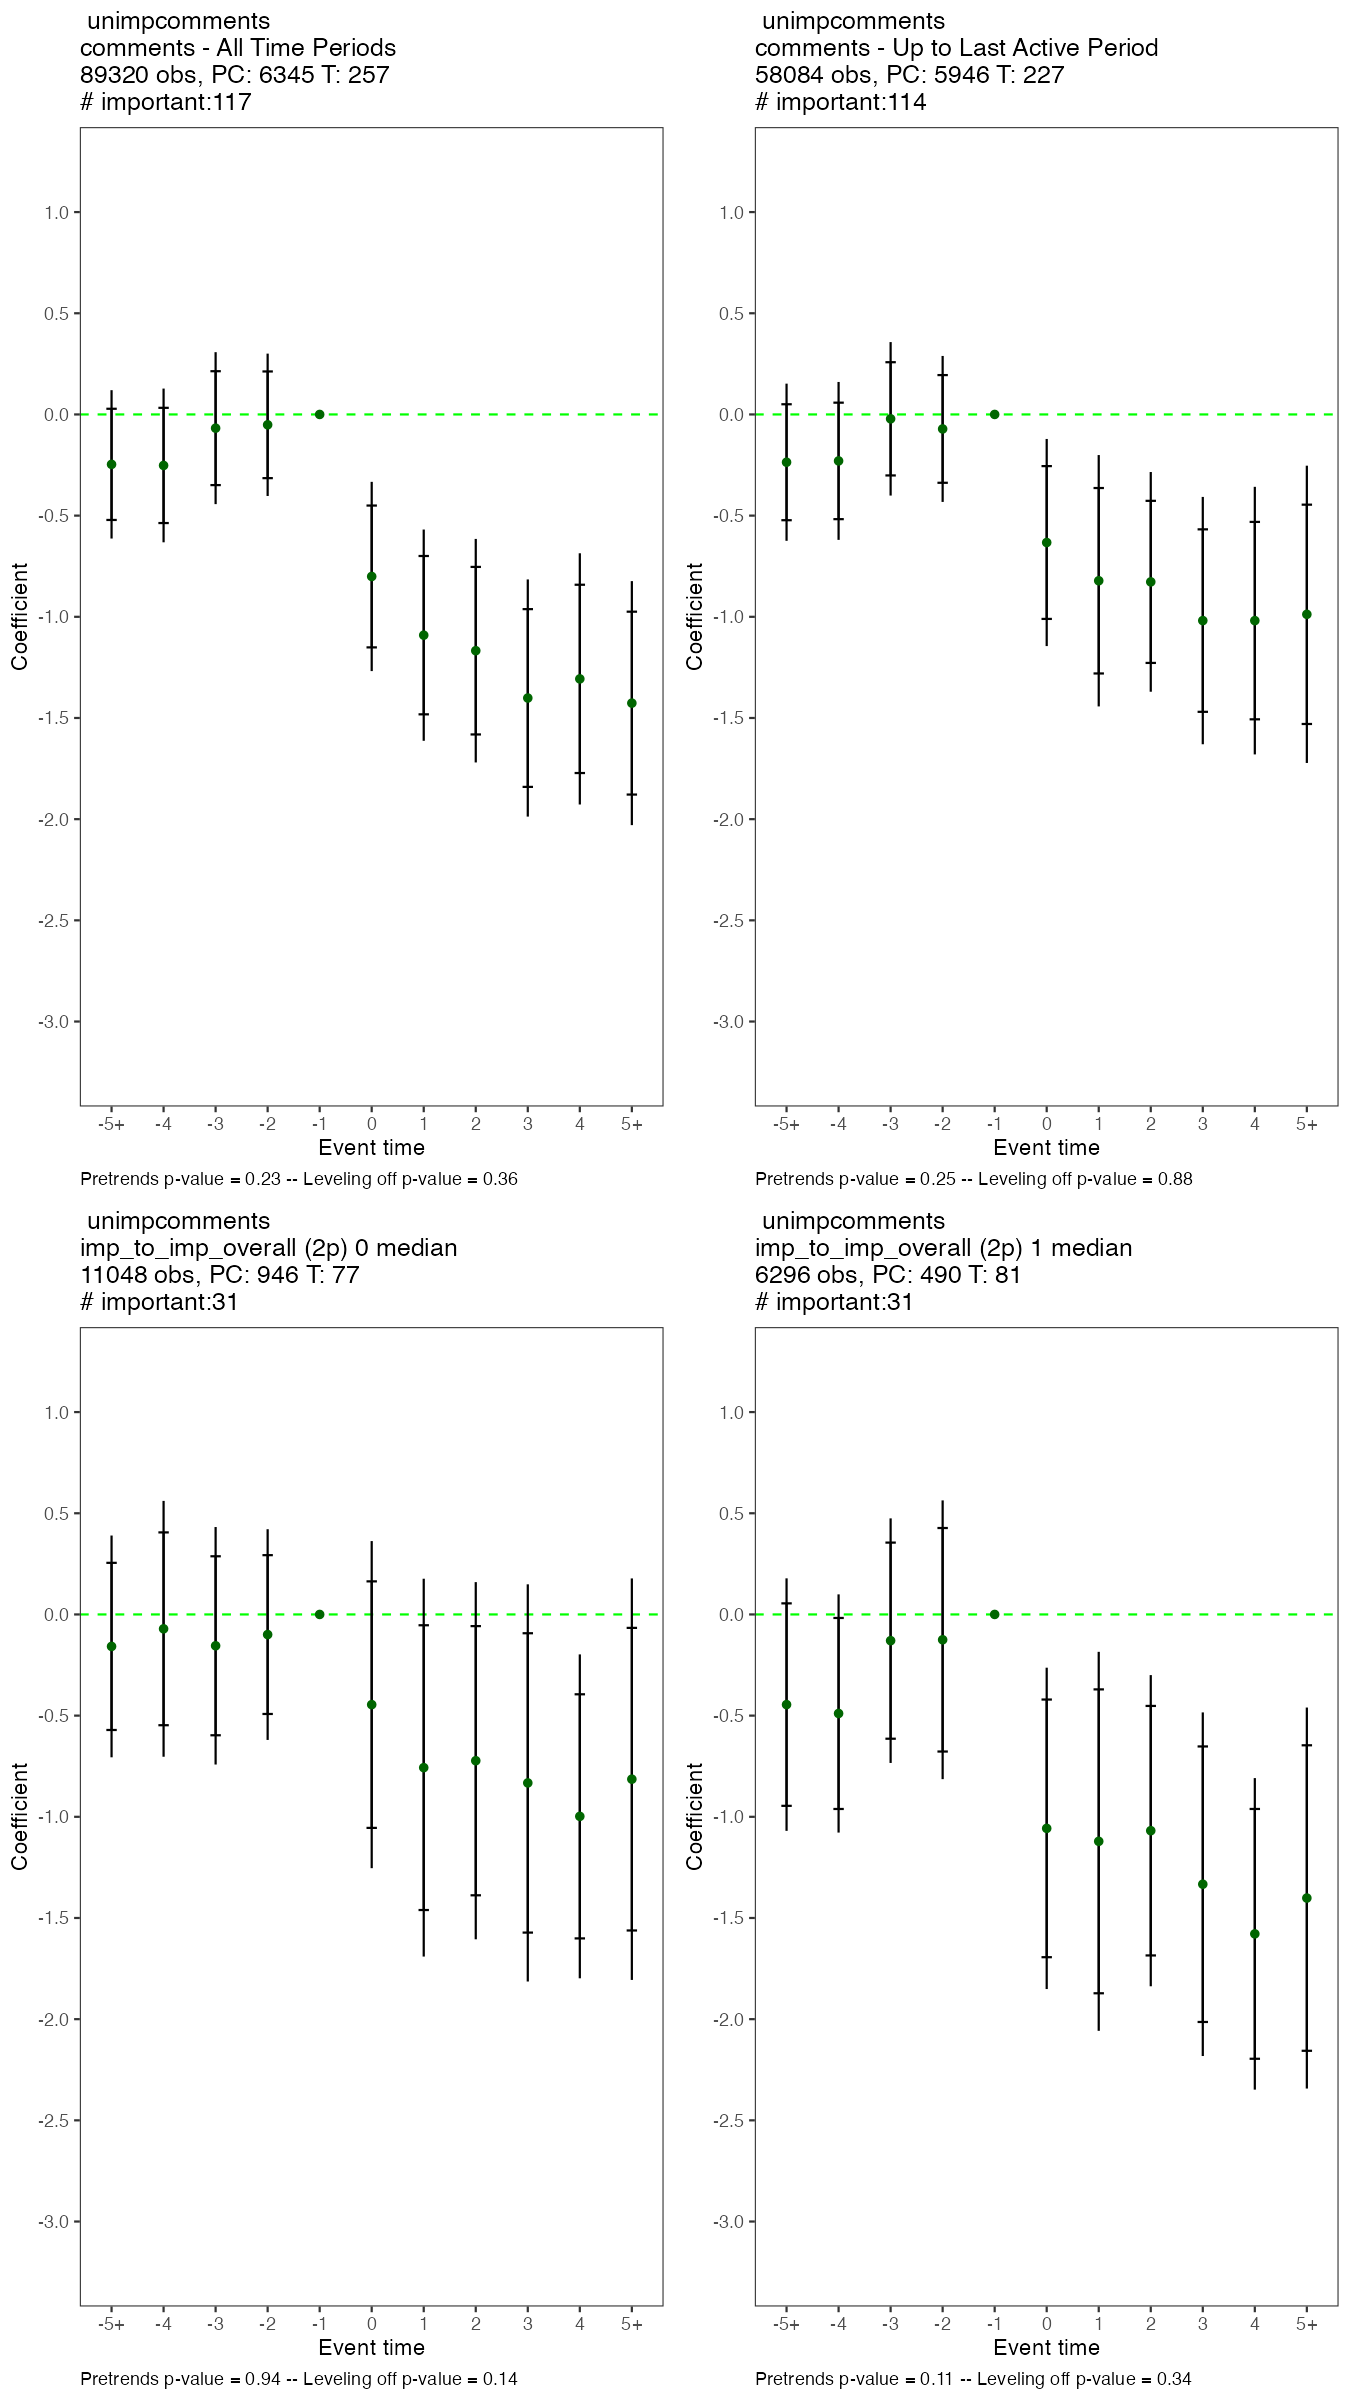 unimpcomments
comments - All Time Periods
89320 obs, PC: 6345 T: 257
# important:117
1.0
0.5
0.0
-0.5
-1.0
-1.5
-2.0
-2.5
-3.0
Coefficient
-5+ -4 -3 -2 -1 0 1 2 3 4 5+
Event time
Pretrends p-value = 0.23 -- Leveling off p-value = 0.36
unimpcomments
comments - Up to Last Active Period
58084 obs, PC: 5946 T: 227
# important:114
1.0
0.5
0.0
-0.5
-1.0
-1.5
-2.0
-2.5
-3.0
Coefficient
-5+ -4 -3 -2 -1 0 1 2 3 4 5+
Event time
Pretrends p-value = 0.25 -- Leveling off p-value = 0.88
unimpcomments
imp_to_imp_overall (2p) 0 median
11048 obs, PC: 946 T: 77
# important:31
1.0
0.5
0.0
-0.5
-1.0
-1.5
-2.0
-2.5
-3.0
Coefficient
-5+ -4 -3 -2 -1 0 1 2 3 4 5+
Event time
Pretrends p-value = 0.94 -- Leveling off p-value = 0.14
unimpcomments
imp_to_imp_overall (2p) 1 median
6296 obs, PC: 490 T: 81
# important:31
1.0
0.5
0.0
-0.5
-1.0
-1.5
-2.0
-2.5
-3.0
Coefficient
-5+ -4 -3 -2 -1 0 1 2 3 4 5+
Event time
Pretrends p-value = 0.11 -- Leveling off p-value = 0.34